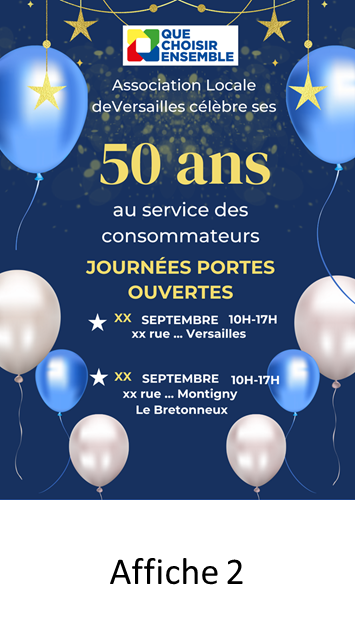 QUE
CHOISIR
ENSEMBLE
Association Locale
deVersailles célèbre ses
50 ans
au service des
consommateurs
JOURNÉES PORTES
OUVERTES
XX SEPTEMBRE 10H-17H
xx rue ... Versailles
XX SEPTEMBRE 10H-17H
xx rue ... Montigny
Le Bretonneux
Affiche 2